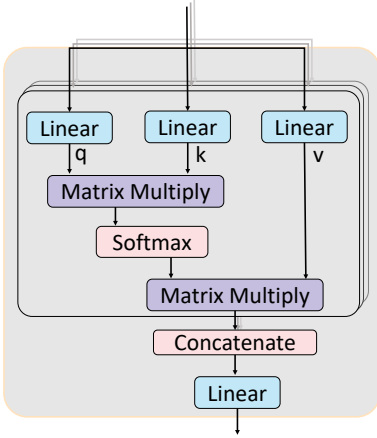 Linear Linear Linear
q k v
Matrix Multiply
Softmax
Matrix Multiply
Concatenate
Linear